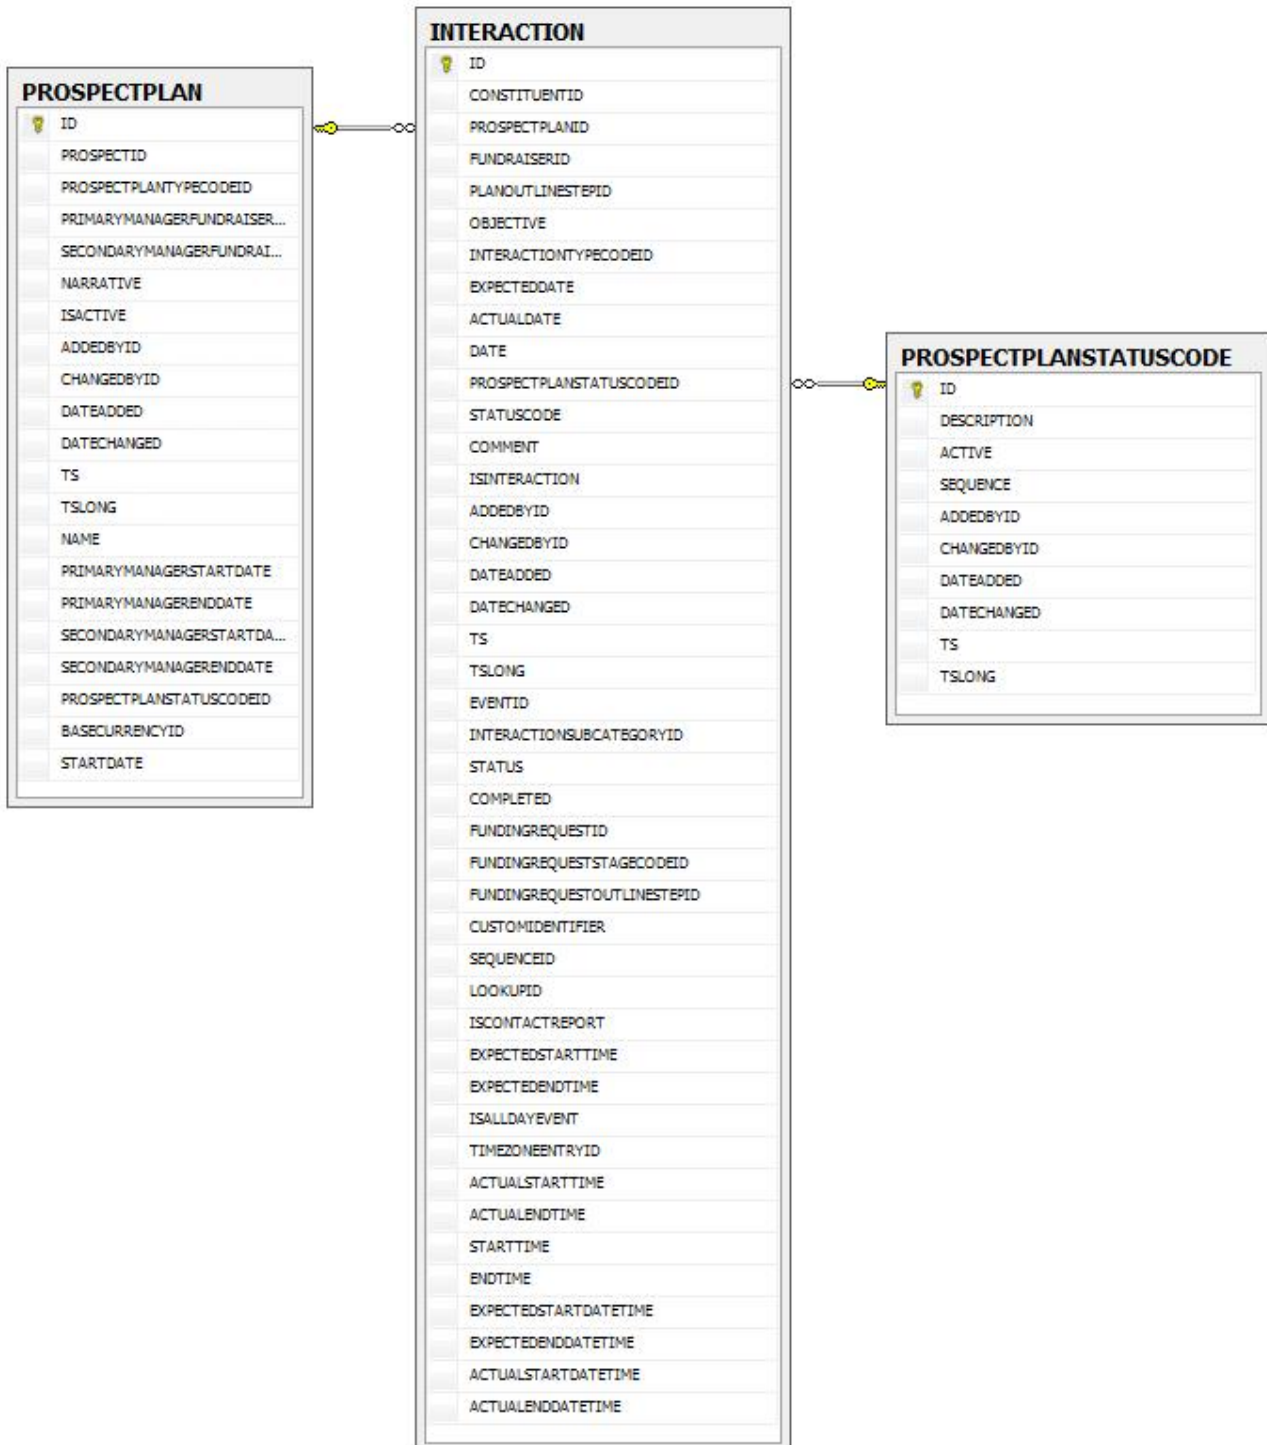 PROSPECTPLAN
ID
PROSPECTID
PROSPECTPLANTYPECODEID
PRIMARYMANAGERFUNDRAISER...
SECONDARYMANAGERFUNDRAI...
NARRATIVE
ISACTIVE
ADDEDBYID
CHANGEDBYID
DATEADDED
DATECHANGED
TS
TSLONG
NAME
PRIMARYMANAGERSTARTDATE
PRIMARYMANAGERENDDATE
SECONDARYMANAGERSTARTDA...
SECONDARYMANAGERENDDATE
PROSPECTPLANSTATUSCODEID
BASECURRENCYID
STARTDATE
INTERACTION
ID
CONSTITUENTID
PROSPECTPLANID
FUNDRAISERID
PLANOUTLINESTEPID
OBJECTIVE
INTERACTIONTYPECODEID
EXPECTEDDATE
ACTUALDATE
DATE
PROSPECTPLANSTATUSCODEID
STATUSCODE
COMMENT
ISINTERACTION
ADDEDBYID
CHANGEDBYID
DATEADDED
DATECHANGED
TS
TSLONG
EVENTID
INTERACTIONSUBCATEGORYID
STATUS
COMPLETED
FUNDINGREQUESTID
FUNDINGREQUESTSTAGECODEID
FUNDINGREQUESTOUTLINESTEPID
CUSTOMIDENTIFIER
SEQUENCEID
LOOKUPID
ISCONTACTREPORT
EXPECTEDSTARTTIME
EXPECTEDENDTIME
ISALLDAYEVENT
TIMEZONEENTRYID
ACTUALSTARTTIME
ACTUALENDTIME
STARTTIME
ENDTIME
EXPECTEDSTARTDATETIME
EXPECTEDENDDATETIME
ACTUALSTARTDATETIME
ACTUALENDDATETIME
PROSPECTPLANSTATUSCODE
ID
DESCRIPTION
ACTIVE
SEQUENCE
ADDEDBYID
CHANGEDBYID
DATEADDED
DATECHANGED
TS
TSLONG